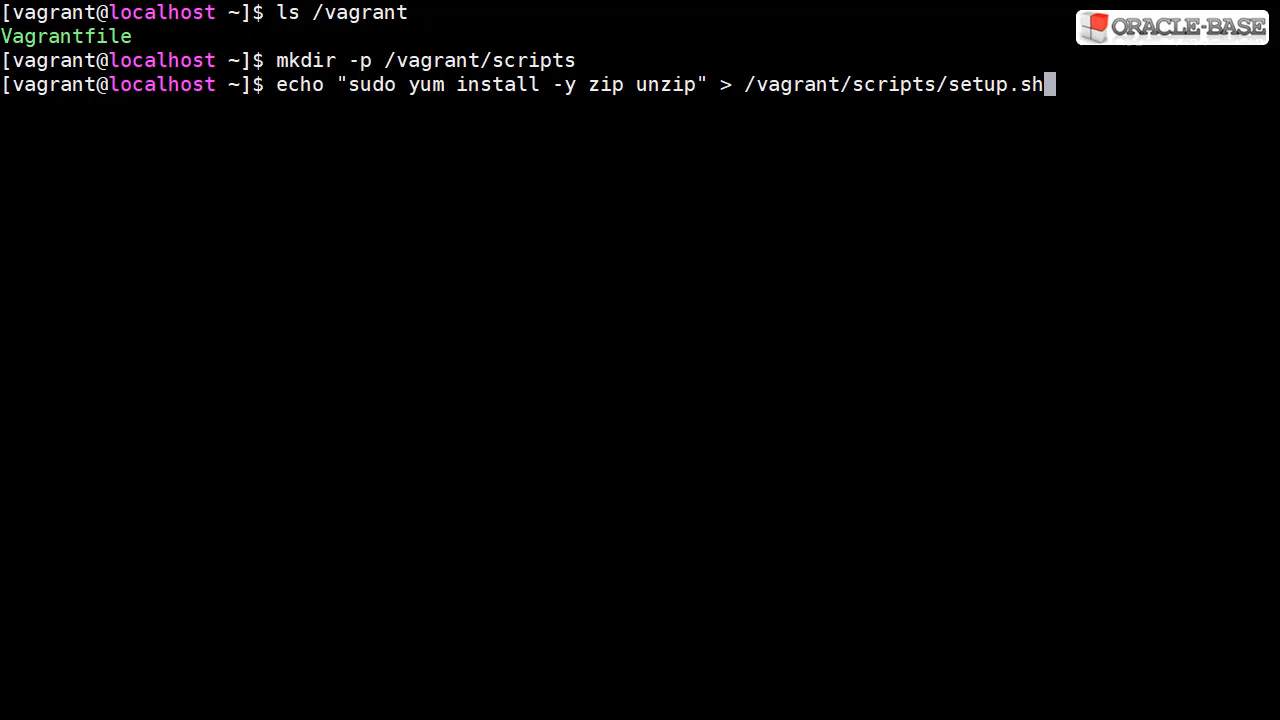 [vagrant@localhost ~]$ ls /vagrant
Vagrantfile
[vagrant@localhost ~]$ mkdir -p /vagrant/scripts
[vagrant@localhost ~]$ echo "sudo yum install -y zip unzip" > /vagrant/scripts/setup.sh
ORACLE-BASE